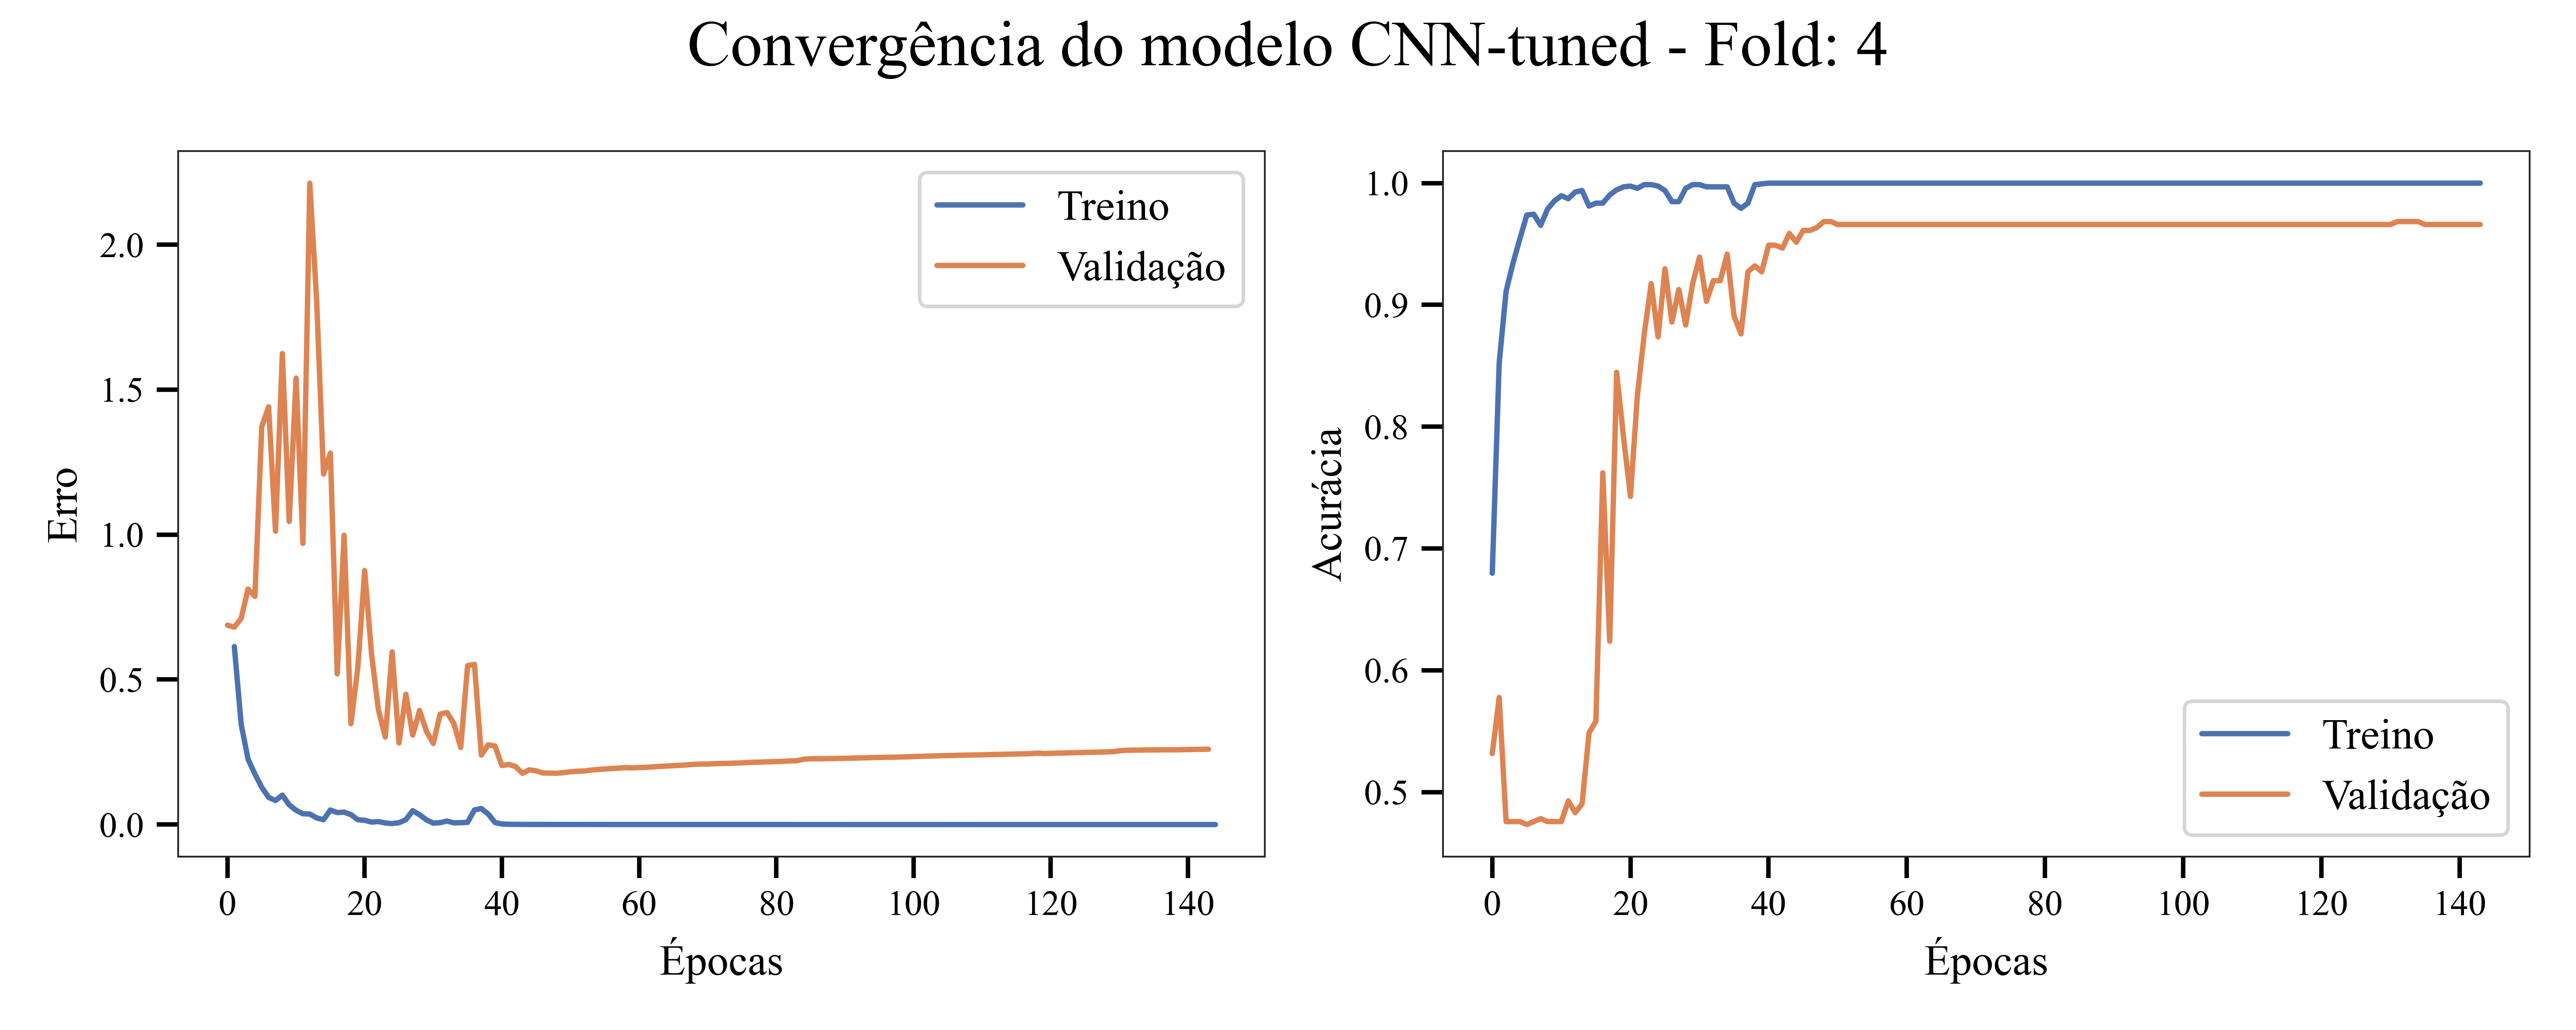 Convergência do modelo CNN-tuned - Fold: 4
Erro
2.0
1.5
1.0
0.5
0.0
0 20 40 60 80 100 120 140
Épocas
Treino
Validação
Acurácia
1.0
0.9
0.8
0.7
0.6
0.5
0 20 40 60 80 100 120 140
Épocas
Treino
Validação